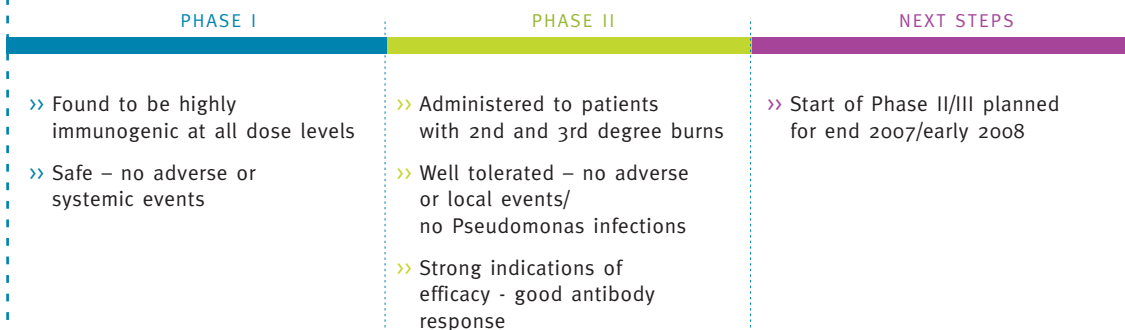 PHASE I
›› Found to be highly
immunogenic at all dose levels
›› Safe – no adverse or
systemic events
PHASE II
›› Administered to patients
with 2nd and 3rd degree burns
›› Well tolerated – no adverse
or local events/
no Pseudomonas infections
›› Strong indications of
efficacy - good antibody
response
NEXT STEPS
›› Start of Phase II/III planned
for end 2007/early 2008